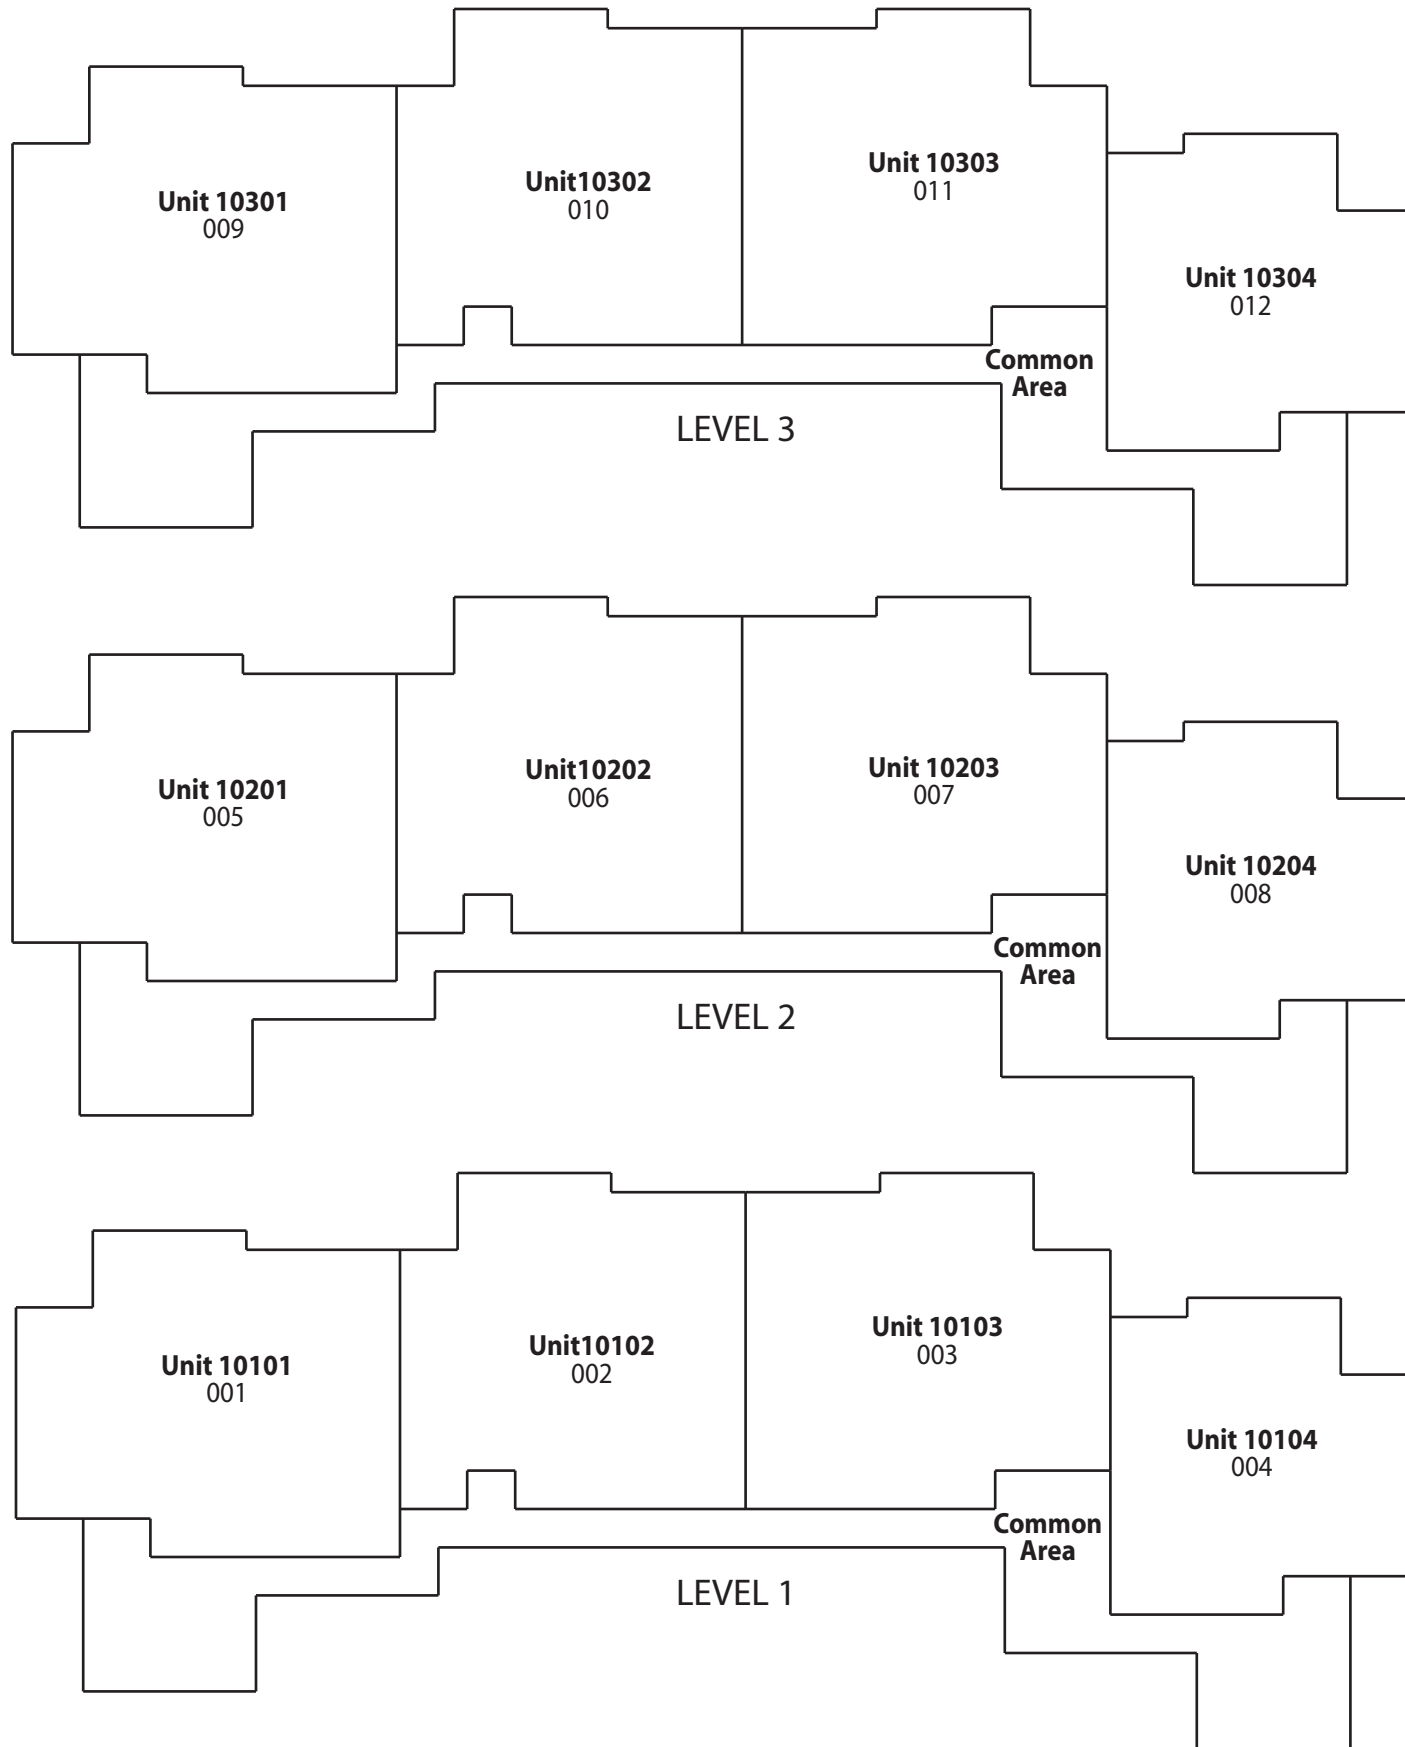 Unit 10301
009
Unit10302
010
Unit 10303
011
Unit 10304
012
Common
Area
LEVEL 3
Unit 10201
005
Unit10202
006
Unit 10203
007
Unit 10204
008
Common
Area
LEVEL 2
Unit 10101
001
Unit10102
002
Unit 10103
003
Unit 10104
004
Common
Area
LEVEL 1